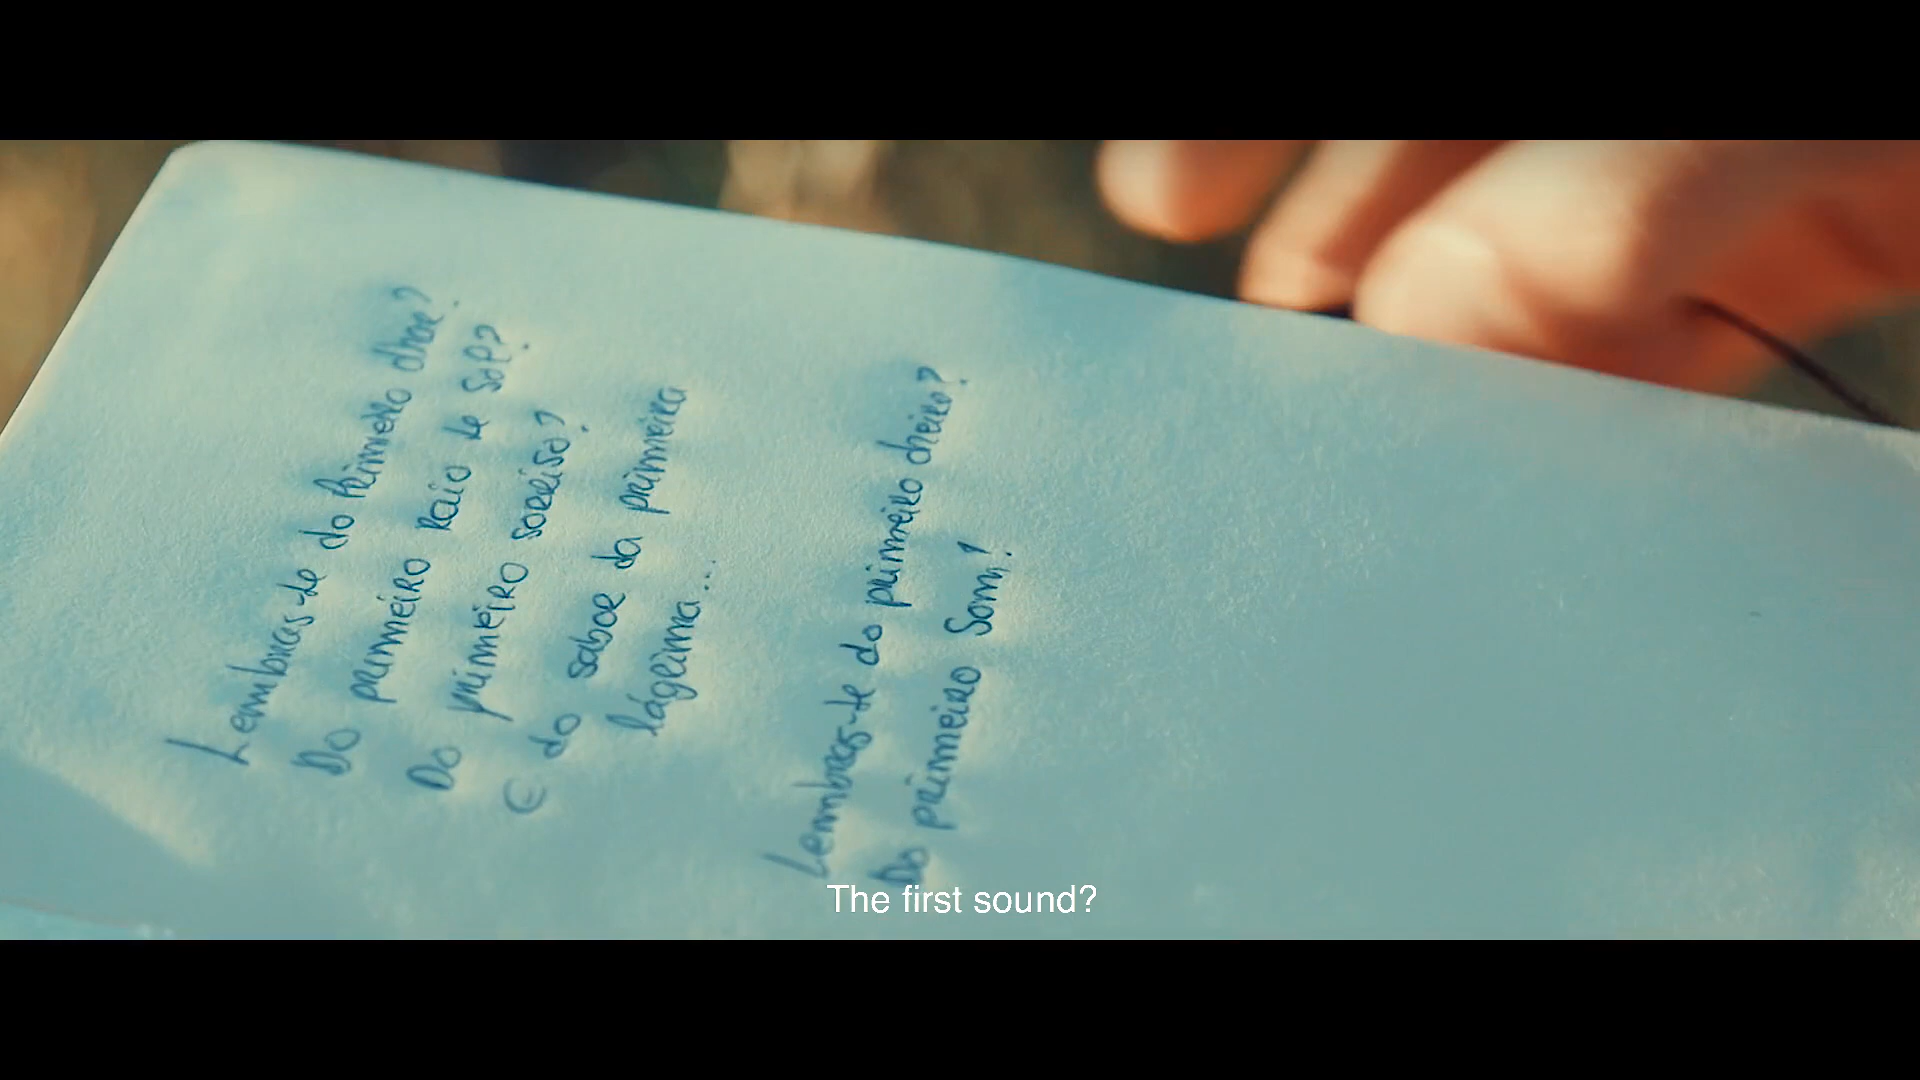 Lembras-te do Primeiro olhar?
Do primeiro raio de sol?
Do primeiro sorriso?
E do sabor da primeira
lágrima...
Lembras-te do primeiro cheiro?
Do primeiro Som?
The first sound?